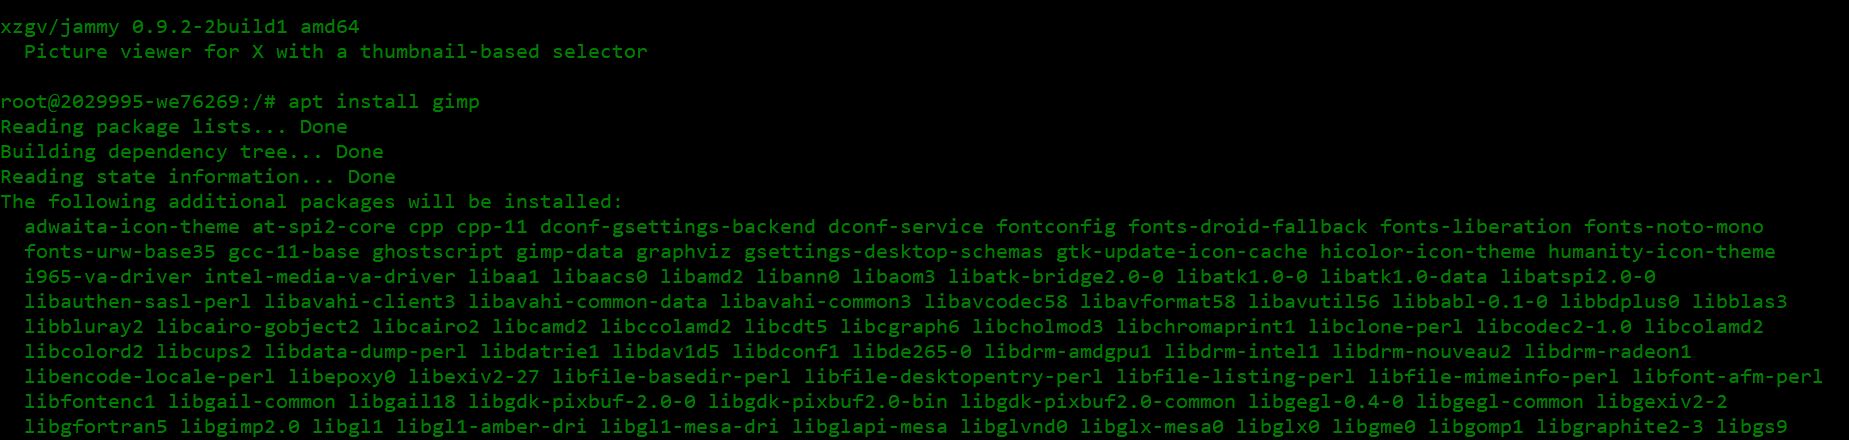 xzgv/jammy 0.9.2-2build1 amd64
  Picture viewer for X with a thumbnail-based selector
root@2029995-we76269:/# apt install gimp
Reading package lists... Done
Building dependency tree... Done
Reading state information... Done
The following additional packages will be installed:
  adwaita-icon-theme at-spi2-core cpp cpp-11 dconf-gsettings-backend dconf-service fontconfig fonts-droid-fallback fonts-liberation fonts-noto-mono
  fonts-urw-base35 gcc-11-base ghostscript gimp-data graphviz gsettings-desktop-schemas gtk-update-icon-cache hicolor-icon-theme humanity-icon-theme
  i965-va-driver intel-media-va-driver libaa1 libaacs0 libamd2 libann0 libaom3 libatk-bridge2.0-0 libatk1.0-0 libatk1.0-data libatspi2.0-0
  libauthen-sasl-perl libavahi-client3 libavahi-common-data libavahi-common3 libavcodec58 libavformat58 libavutil56 libbabl-0.1-0 libbdplus0 libblas3
  libbluray2 libcairo-gobject2 libcairo2 libcamd2 libccolamd2 libcdt5 libcgraph6 libcholmod3 libchromaprint1 libclone-perl libcodec2-1.0 libcolamd2
  libcolord2 libcups2 libdata-dump-perl libdatrie1 libdav1d5 libdconf1 libde265-0 libdrm-amdgpu1 libdrm-intel1 libdrm-nouveau2 libdrm-radeon1
  libencode-locale-perl libepoxy0 libexiv2-27 libfile-basedir-perl libfile-desktopentry-perl libfile-listing-perl libfile-mimeinfo-perl libfont-afm-perl
  libfontenc1 libgail-common libgail18 libgdk-pixbuf-2.0-0 libgdk-pixbuf2.0-bin libgdk-pixbuf2.0-common libgegl-0.4-0 libgegl-common libgexiv2-2
  libgfortran5 libgimp2.0 libgl1 libgl1-amber-dri libgl1-mesa-dri libglapi-mesa libglvnd0 libglx-mesa0 libglx0 libgme0 libgomp1 libgraphite2-3 libgs9